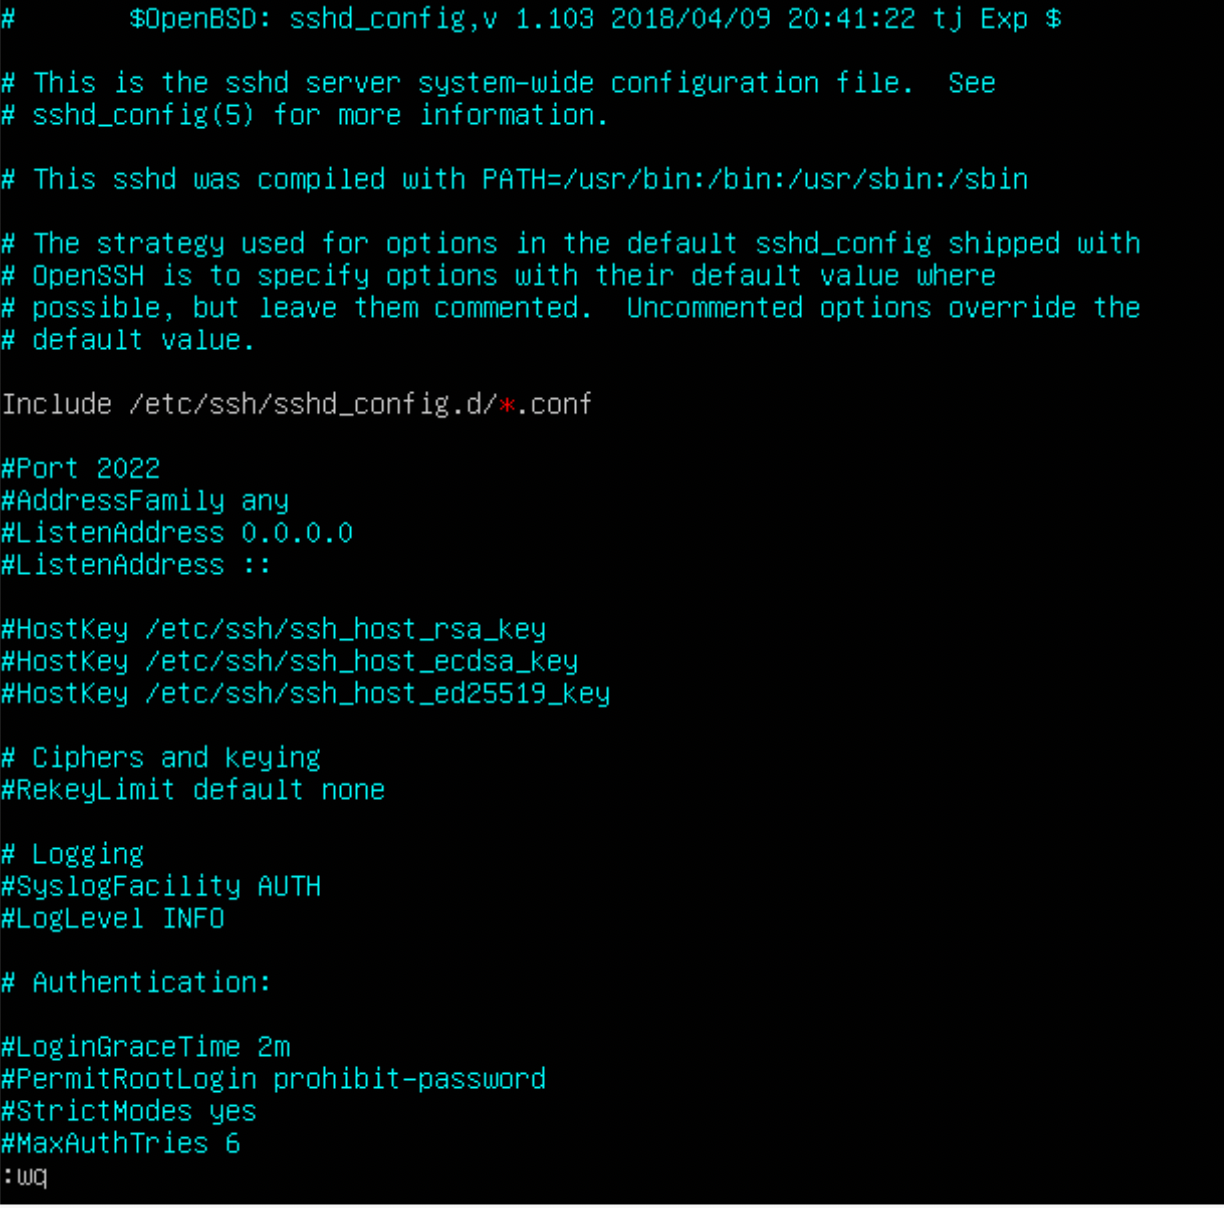 #       $OpenBSD: sshd_config,v 1.103 2018/04/09 20:41:22 tj Exp $
# This is the sshd server system-wide configuration file.  See
# sshd_config(5) for more information.
# This sshd was compiled with PATH=/usr/bin:/bin:/usr/sbin:/sbin
# The strategy used for options in the default sshd_config shipped with
# OpenSSH is to specify options with their default value where
# possible, but leave them commented.  Uncommented options override the
# default value.
Include /etc/ssh/sshd_config.d/*.conf
#Port 2022
#AddressFamily any
#ListenAddress 0.0.0.0
#ListenAddress ::
#HostKey /etc/ssh/ssh_host_rsa_key
#HostKey /etc/ssh/ssh_host_ecdsa_key
#HostKey /etc/ssh/ssh_host_ed25519_key
# Ciphers and keying
#RekeyLimit default none
# Logging
#SyslogFacility AUTH
#LogLevel INFO
# Authentication:
#LoginGraceTime 2m
#PermitRootLogin prohibit-password
#StrictModes yes
#MaxAuthTries 6
:wq